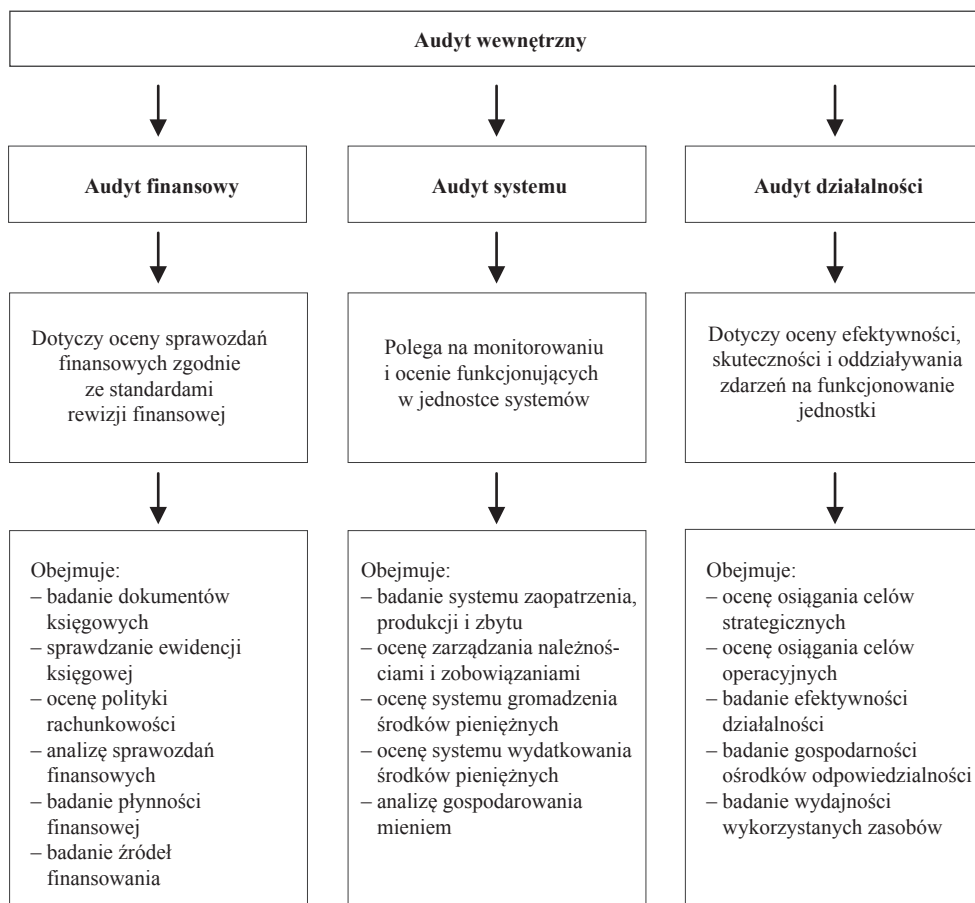 Audyt wewnętrzny
Audyt finansowy
Audyt systemu
Audyt działalności
Dotyczy oceny sprawozdań
finansowych zgodnie
ze standardami
rewizji finansowej
Polega na monitorowaniu
i ocenie funkcjonujących
w jednostce systemów
Dotyczy oceny efektywności,
skuteczności i oddziaływania
zdarzeń na funkcjonowanie
jednostki
Obejmuje:
– badanie dokumentów
księgowych
– sprawdzanie ewidencji
księgowej
– ocenę polityki
rachunkowości
– analizę sprawozdań
finansowych
– badanie płynności
finansowej
– badanie źródeł
finansowania
Obejmuje:
– badanie systemu zaopatrzenia,
produkcji i zbytu
– ocenę zarządzania należnoś-
ciami i zobowiązaniami
– ocenę systemu gromadzenia
środków pieniężnych
– ocenę systemu wydatkowania
środków pieniężnych
– analizę gospodarowania
mieniem
Obejmuje:
– ocenę osiągania celów
strategicznych
– ocenę osiągania celów
operacyjnych
– badanie efektywności
działalności
– badanie gospodarności
ośrodków odpowiedzialności
– badanie wydajności
wykorzystanych zasobów